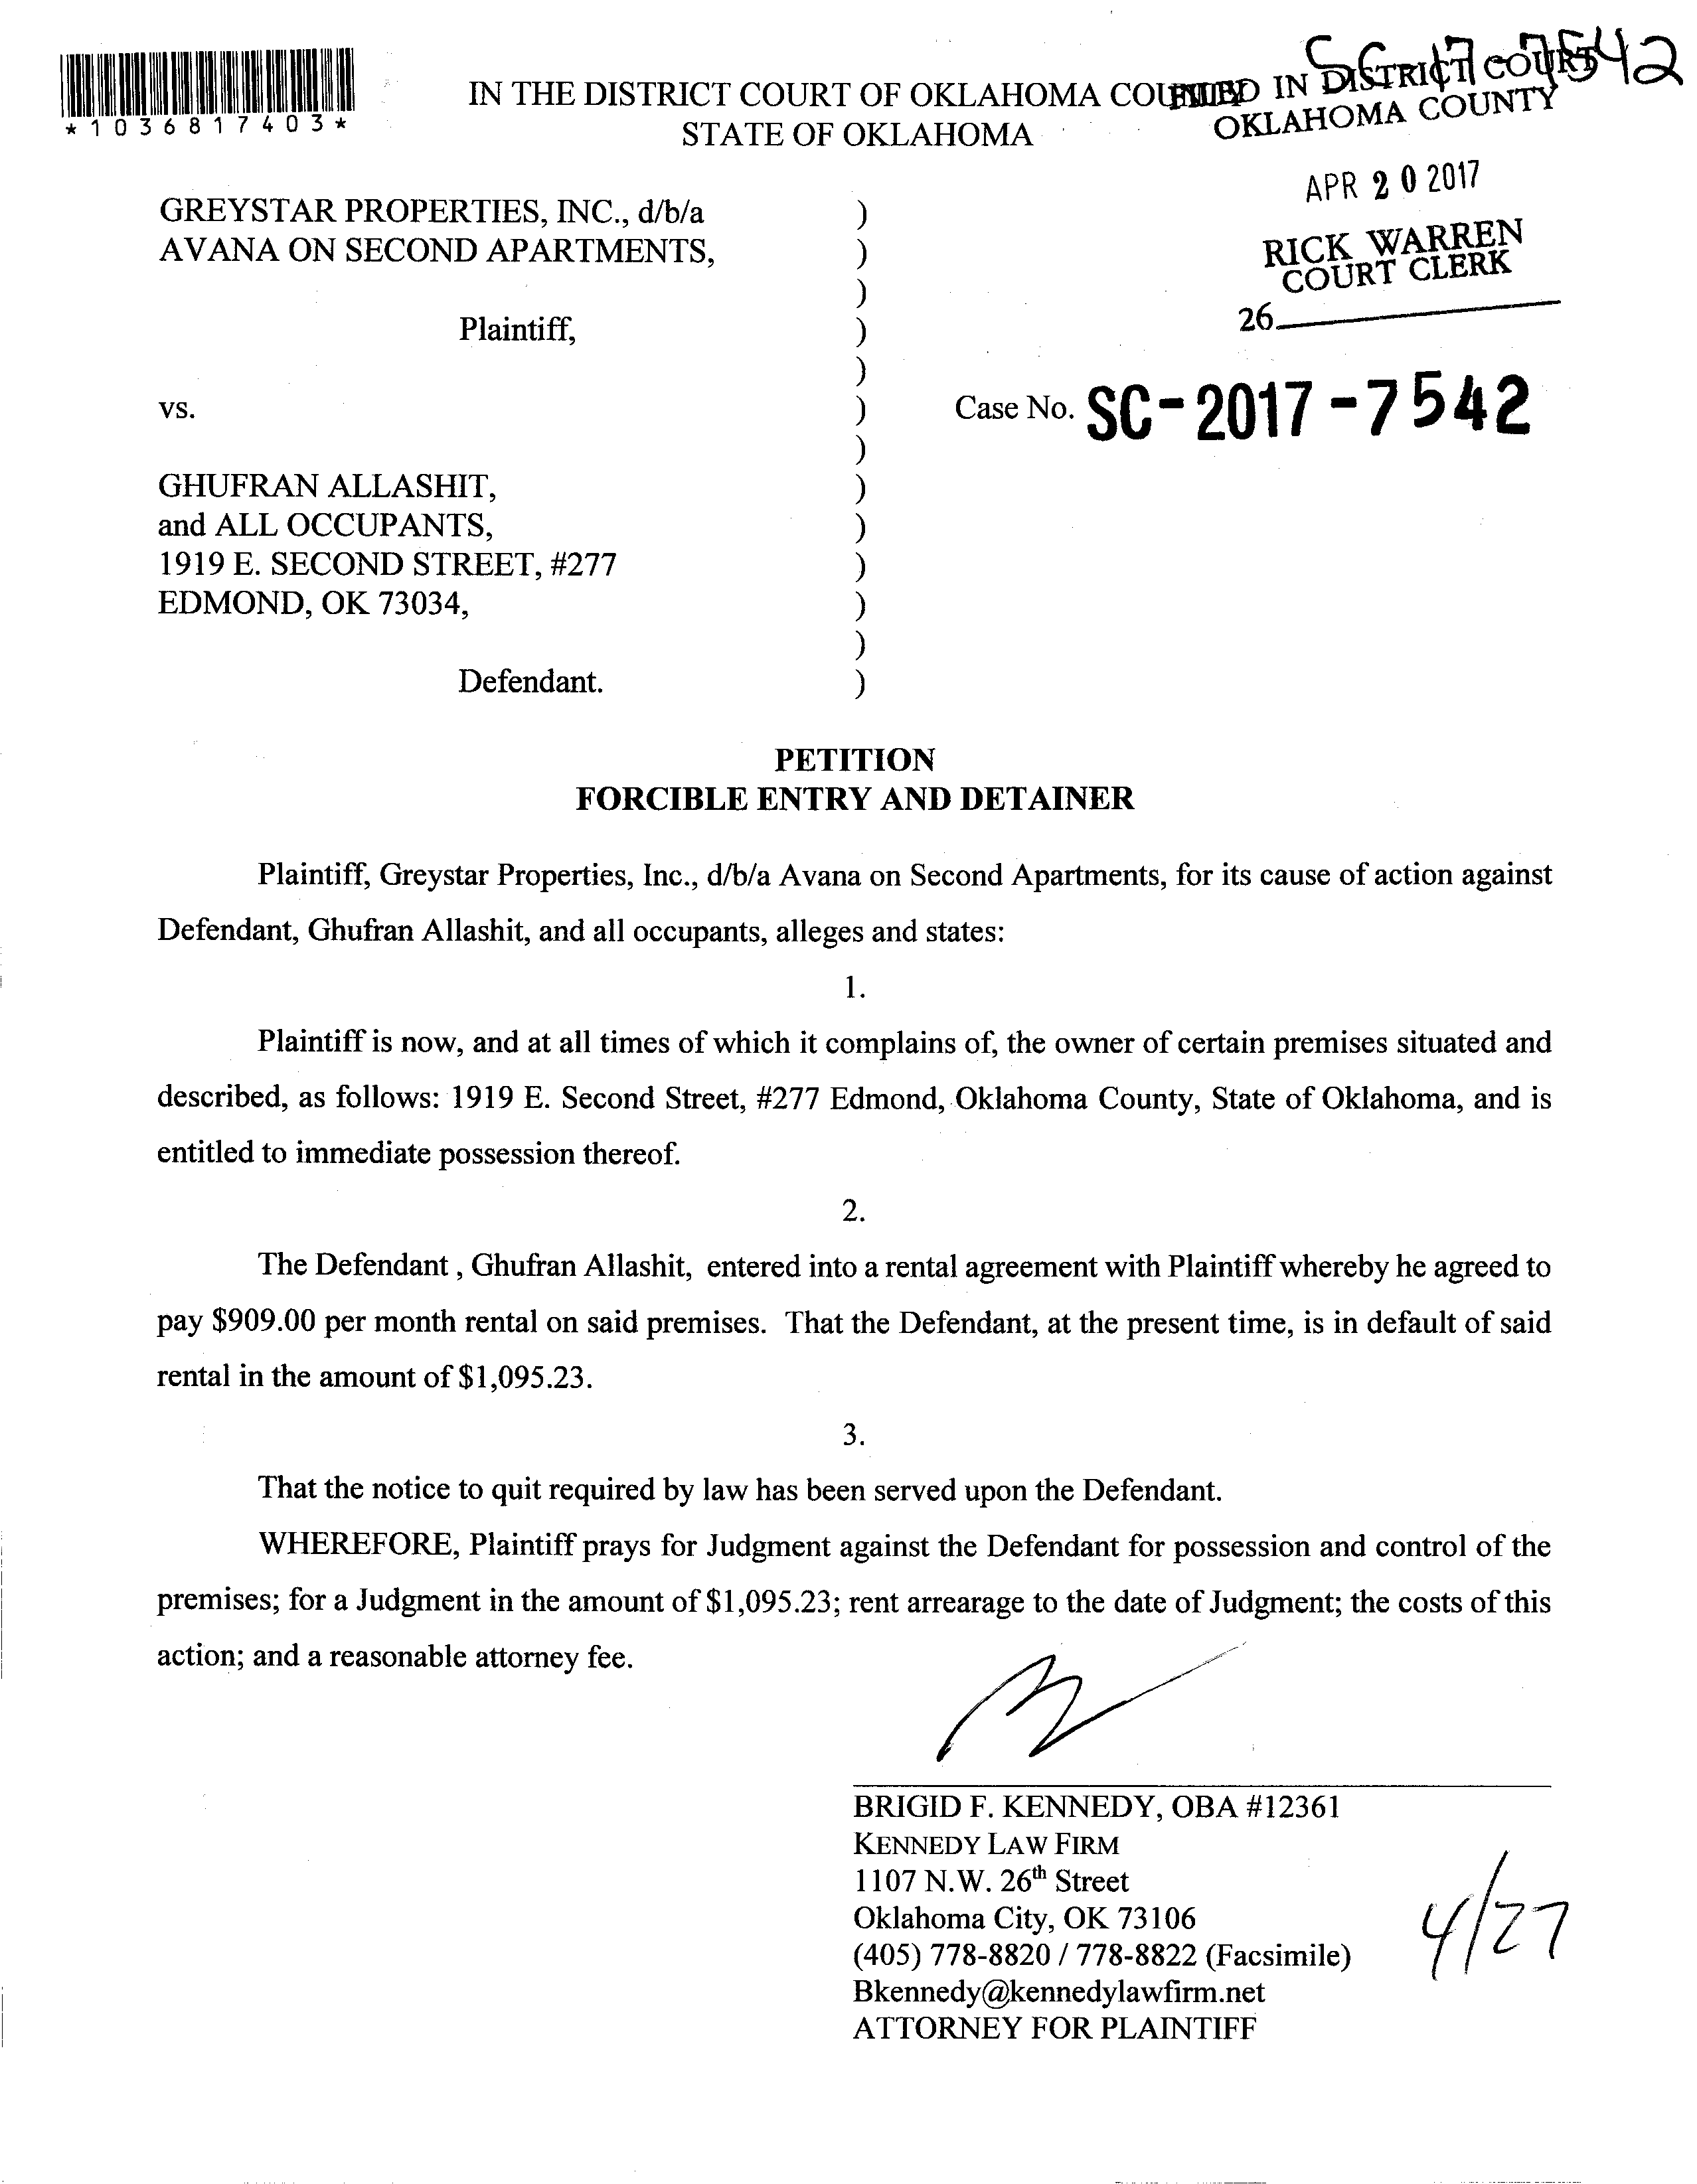 SC-17-7542
*1036817403*
IN THE DISTRICT COURT OF OKLAHOMA COUNTY
STATE OF OKLAHOMA
FILED IN DISTRICT COURT
OKLAHOMA COUNTY
APR 20 2017
RICK WARREN
COURT CLERK
26
GREYSTAR PROPERTIES, INC., d/b/a )
AVANA ON SECOND APARTMENTS, )
)
Plaintiff, )
)
vs. ) Case No. SC-2017-7542
)
GHUFRAN ALLASHIT, )
and ALL OCCUPANTS, )
1919 E. SECOND STREET, #277 )
EDMOND, OK 73034, )
)
Defendant. )
PETITION
FORCIBLE ENTRY AND DETAINER
Plaintiff, Greystar Properties, Inc., d/b/a Avana on Second Apartments, for its cause of action against
Defendant, Ghufran Allashit, and all occupants, alleges and states:
1.
Plaintiff is now, and at all times of which it complains of, the owner of certain premises situated and
described, as follows: 1919 E. Second Street, #277 Edmond, Oklahoma County, State of Oklahoma, and is
entitled to immediate possession thereof.
2.
The Defendant , Ghufran Allashit, entered into a rental agreement with Plaintiff whereby he agreed to
pay $909.00 per month rental on said premises. That the Defendant, at the present time, is in default of said
rental in the amount of $1,095.23.
3.
That the notice to quit required by law has been served upon the Defendant.
WHEREFORE, Plaintiff prays for Judgment against the Defendant for possession and control of the
premises; for a Judgment in the amount of $1,095.23; rent arrearage to the date of Judgment; the costs of this
action; and a reasonable attorney fee.
BRIGID F. KENNEDY, OBA #12361
KENNEDY LAW FIRM
1107 N.W. 26th Street
Oklahoma City, OK 73106
(405) 778-8820 / 778-8822 (Facsimile)
Bkennedy@kennedylawfirm.net
ATTORNEY FOR PLAINTIFF
4/27